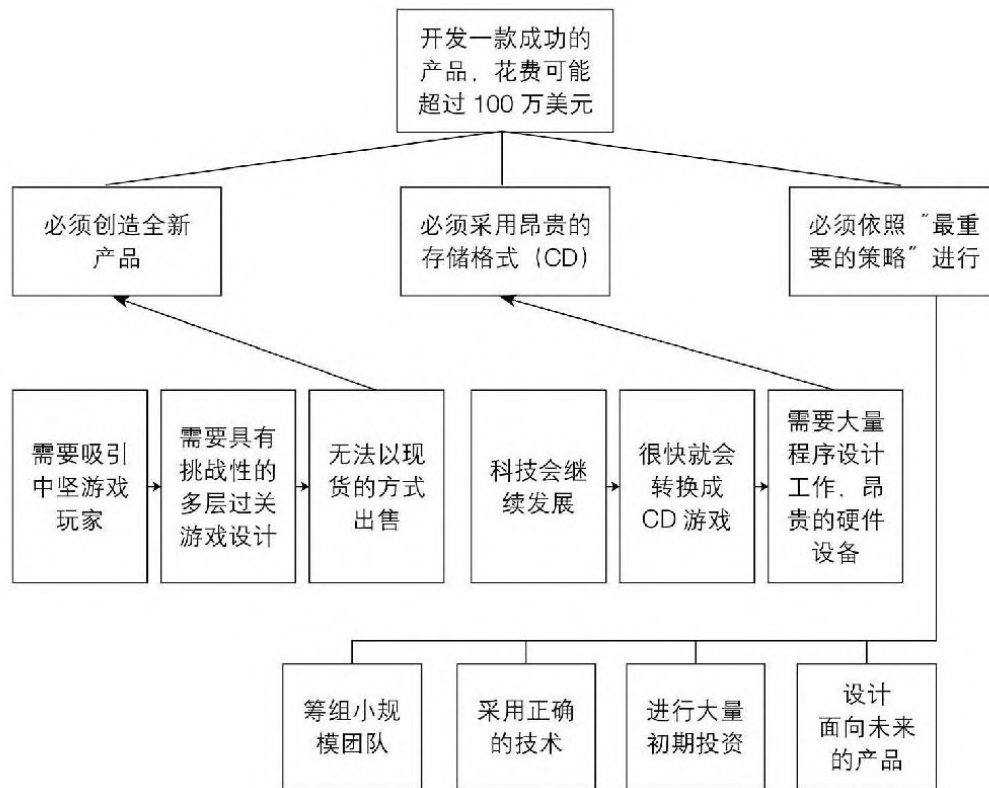 开发一款成功的
产品，花费可能
超过 100 万美元
必须创造全新
产品
必须采用昂贵的
存储格式（CD）
必须依照“最重
要的策略”进行
需要吸引
中坚游戏
玩家
需要具有
挑战性的
多层过关
游戏设计
无法以现
货的方式
出售
科技会继
续发展
很快就会
转换成
CD 游戏
需要大量
程序设计
工作、昂
贵的硬件
设备
筹组小规
模团队
采用正确
的技术
进行大量
初期投资
设计
面向未来
的产品